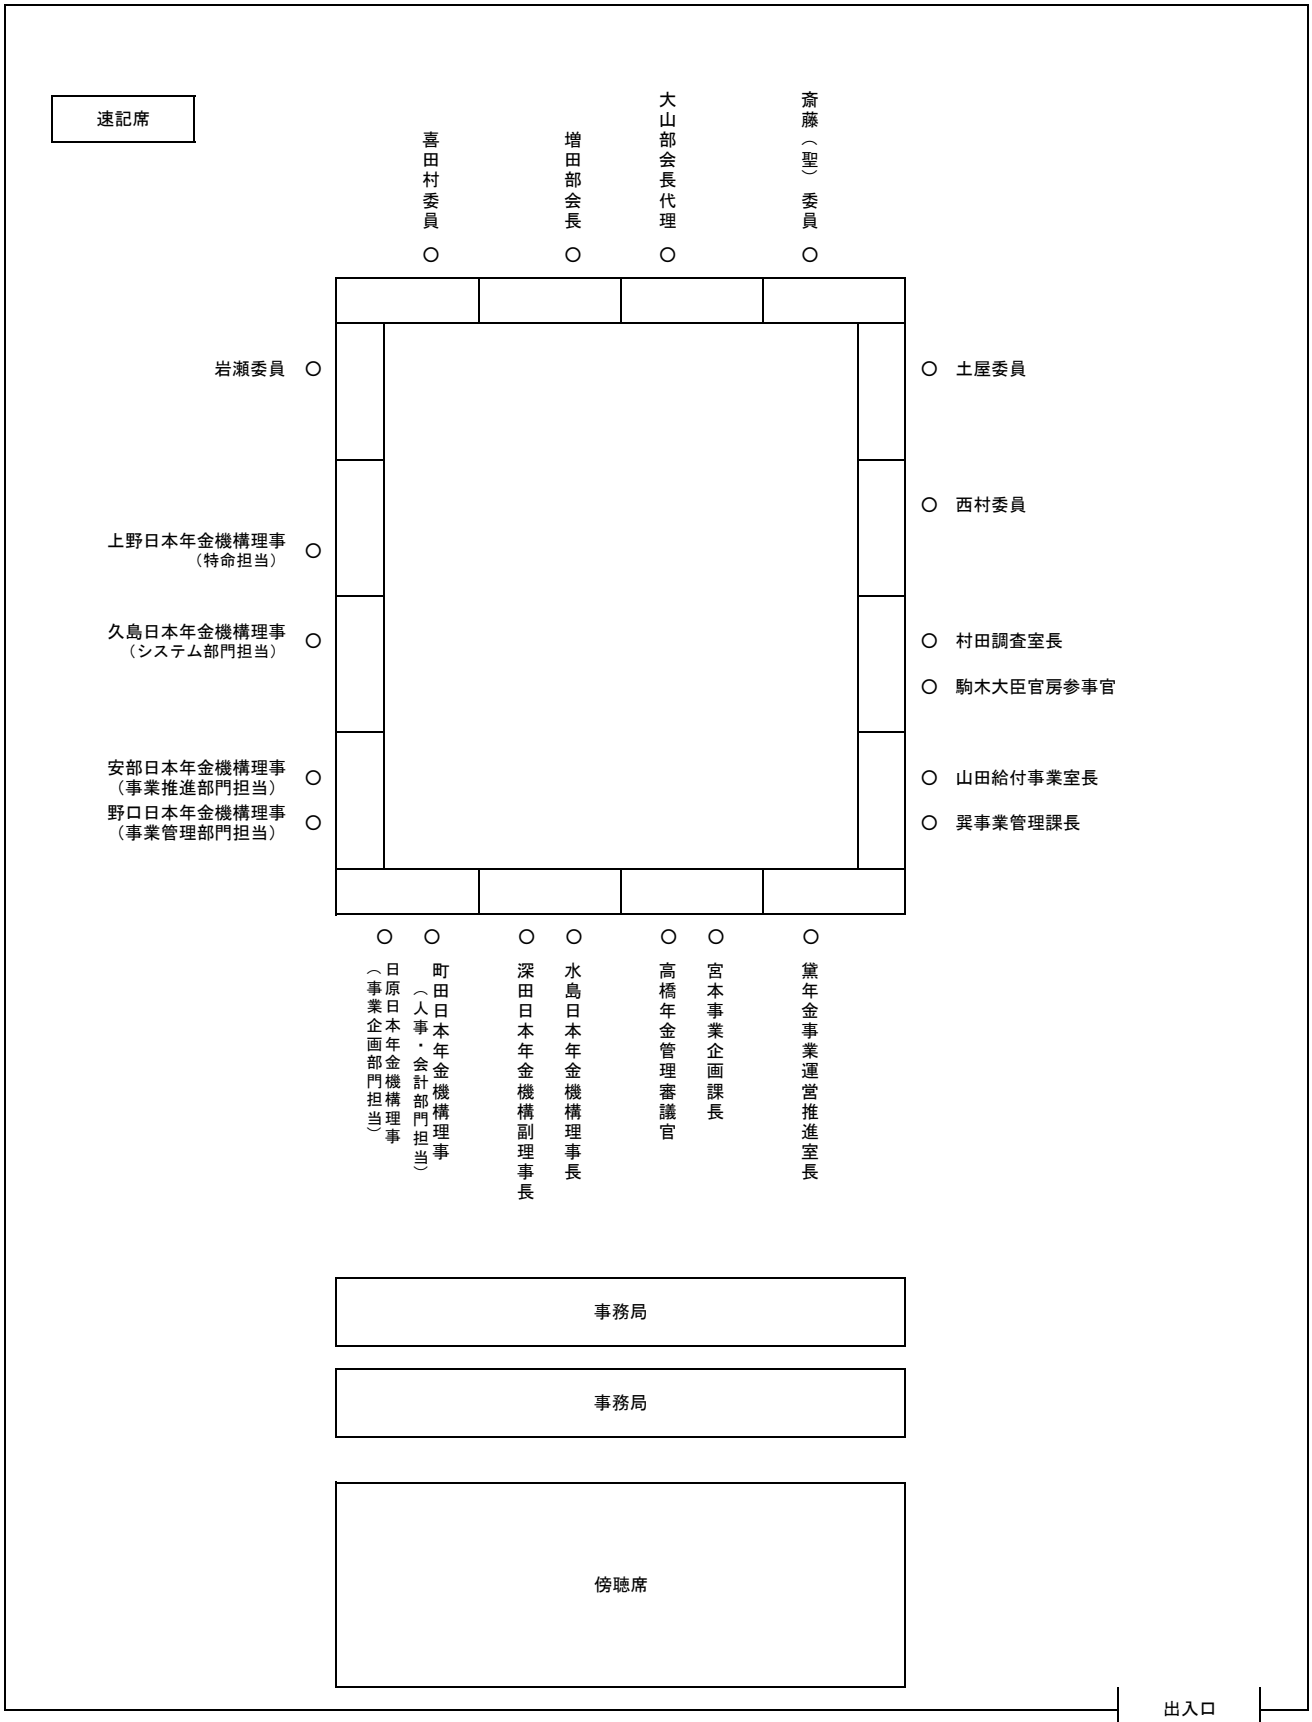 速記席
喜田村委員
増田部会長
大山部会長代理
斎藤（聖）委員
岩瀬委員
上野日本年金機構理事
（特命担当）
久島日本年金機構理事
（システム部門担当）
安部日本年金機構理事
（事業推進部門担当）
野口日本年金機構理事
（事業管理部門担当）
土屋委員
西村委員
村田調査室長
駒木大臣官房参事官
山田給付事業室長
巽事業管理課長
日原日本年金機構理事
（事業企画部門担当）
町田日本年金機構理事
（人事・会計部門担当）
深田日本年金機構副理事長
水島日本年金機構理事長
高橋年金管理審議官
宮本事業企画課長
黛年金事業運営推進室長
事務局
事務局
傍聴席
出入口